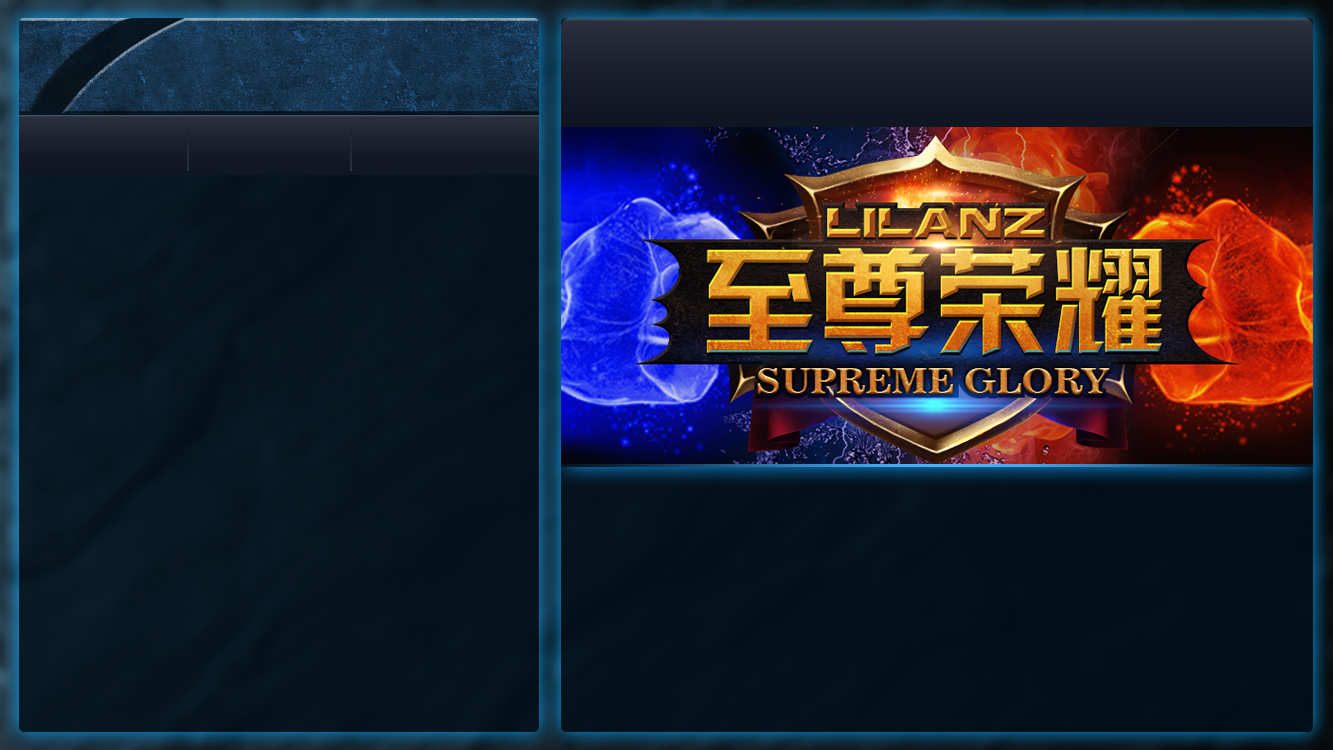 LILANZ
至尊荣耀
SUPREME GLORY